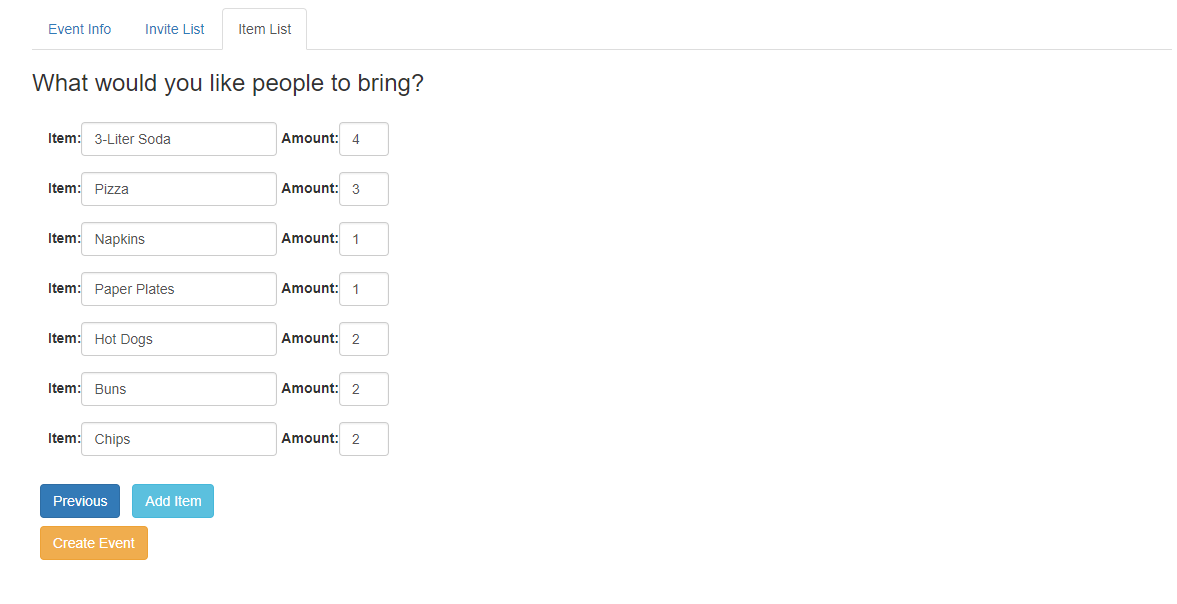 Event Info Invite List Item List
What would you like people to bring?
Item: 3-Liter Soda Amount: 4
Item: Pizza Amount: 3
Item: Napkins Amount: 1
Item: Paper Plates Amount: 1
Item: Hot Dogs Amount: 2
Item: Buns Amount: 2
Item: Chips Amount: 2
Previous Add Item
Create Event